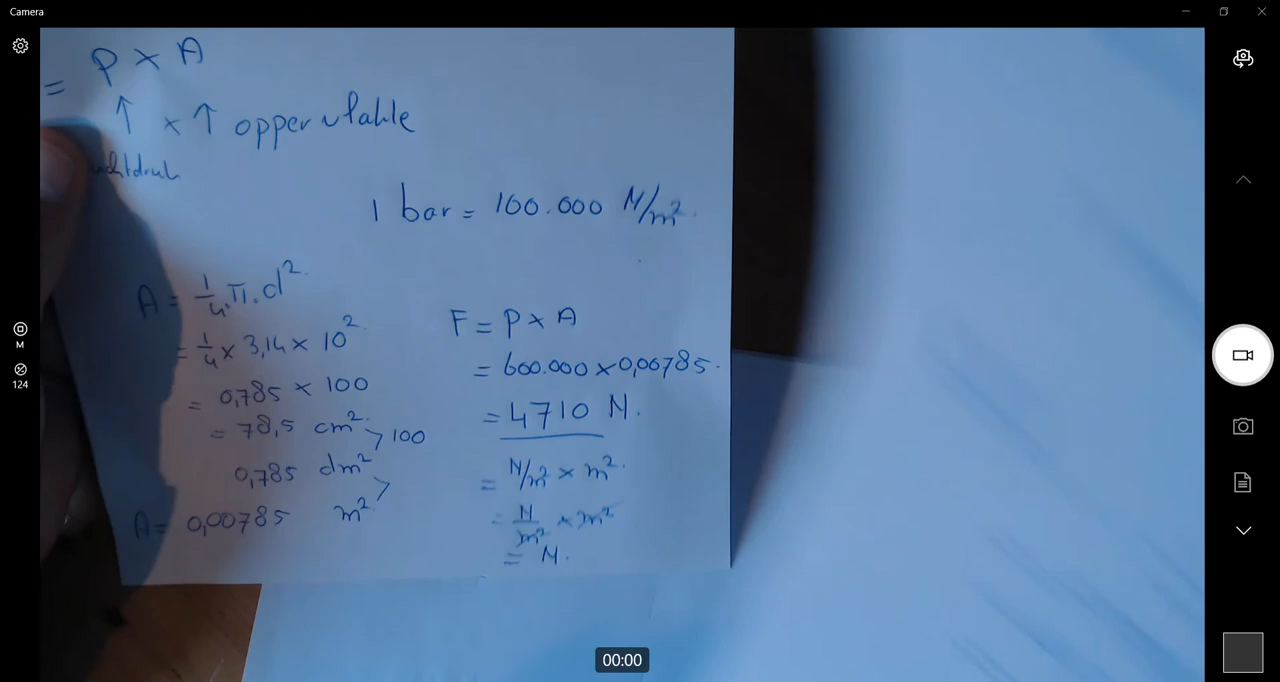 Camera
= P × A
↑ × ↑ oppervlakte
1 bar = 100.000 N/m²
A = 1/4 π . d²
= 1/4 × 3,14 × 10²
= 0,785 × 100
= 78,5 cm² > 100
0,785 dm² >
A = 0,00785 m²
F = P × A
= 600.000 × 0,00785.
= 4710 N.
= N/m² × m².
= N/m² × m²
= N.
M
124
00:00